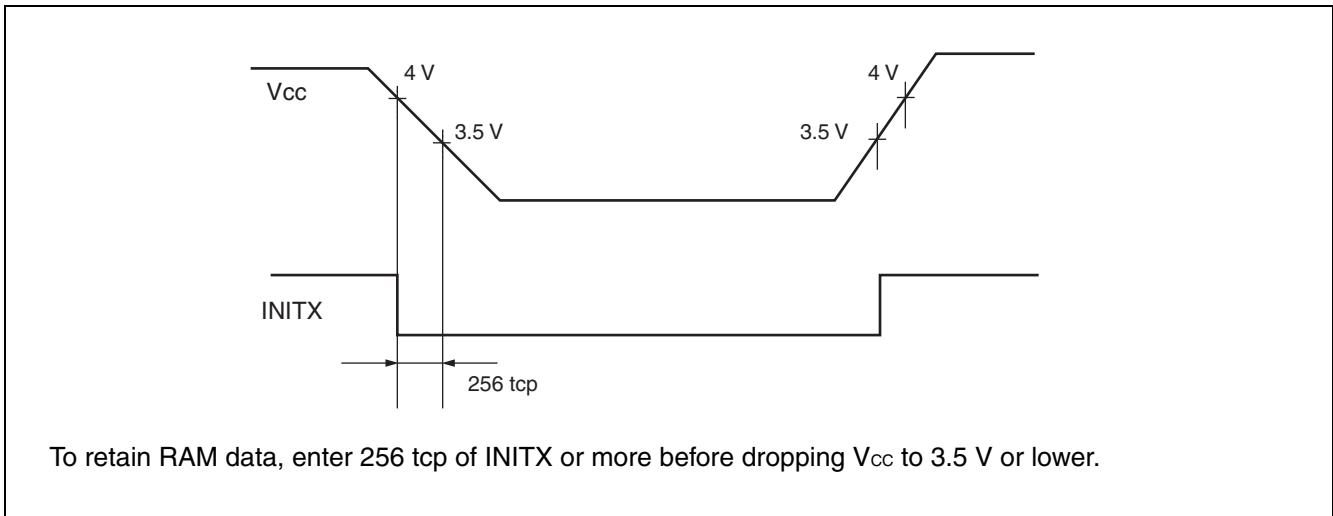 4 V
4 V
Vcc
3.5 V
3.5 V
INITX
256 tcp
To retain RAM data, enter 256 tcp of INITX or more before dropping Vcc to 3.5 V or lower.